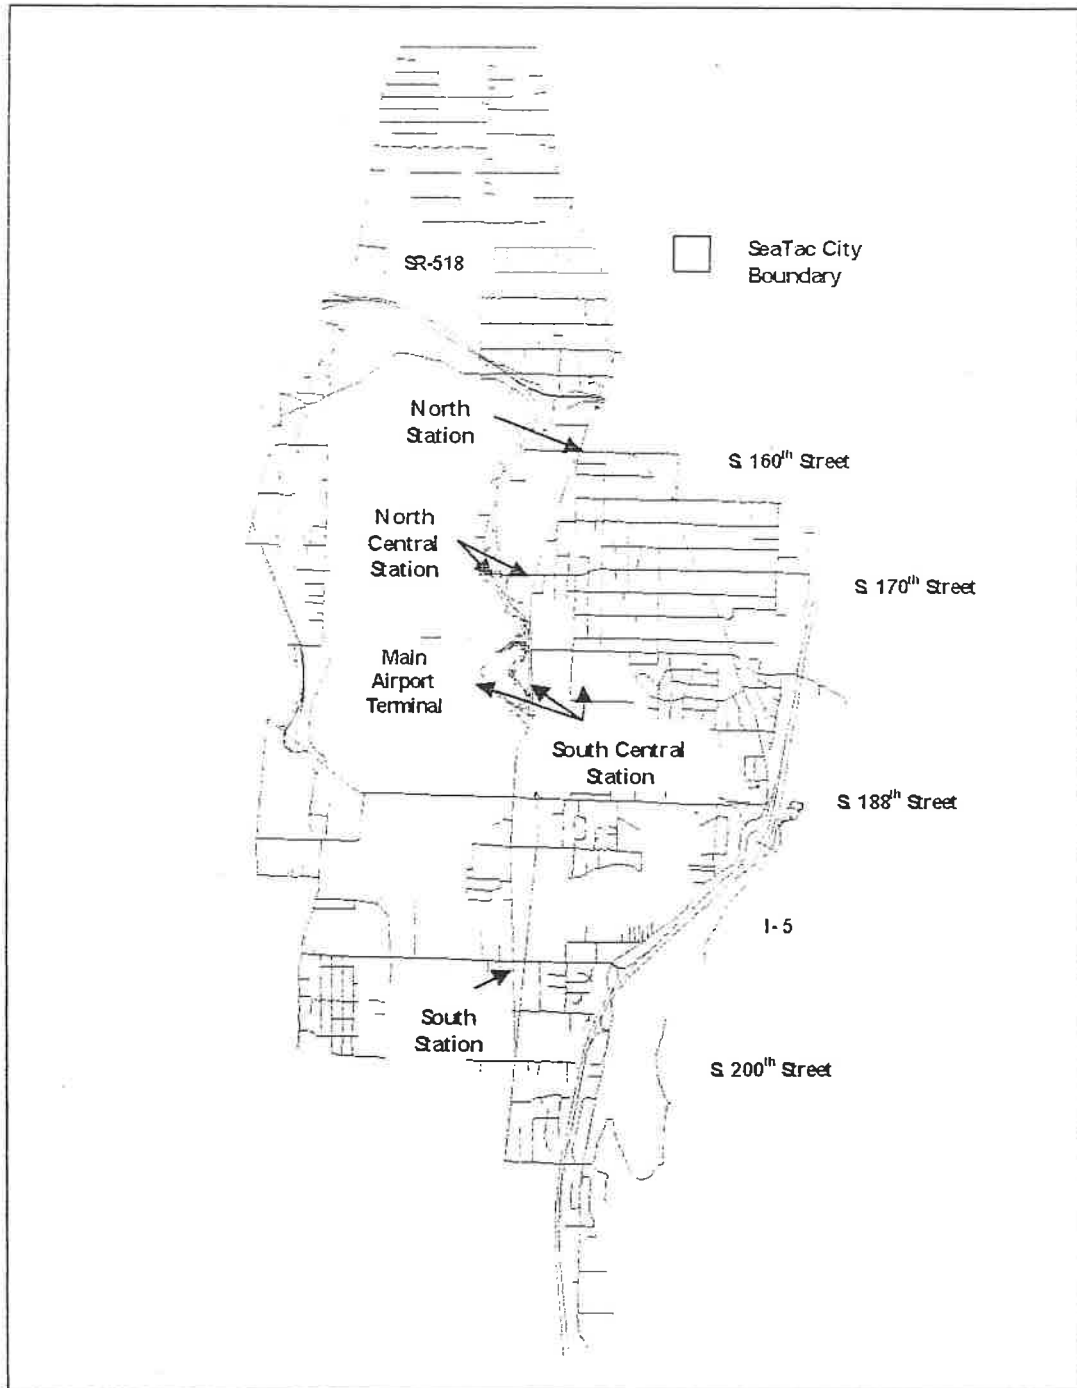 SeaTac City
Boundary
SR-518
North
Station
S. 160th Street
North
Central
Station
S. 170th Street
Main
Airport
Terminal
South Central
Station
S. 188th Street
I-5
South
Station
S. 200th Street